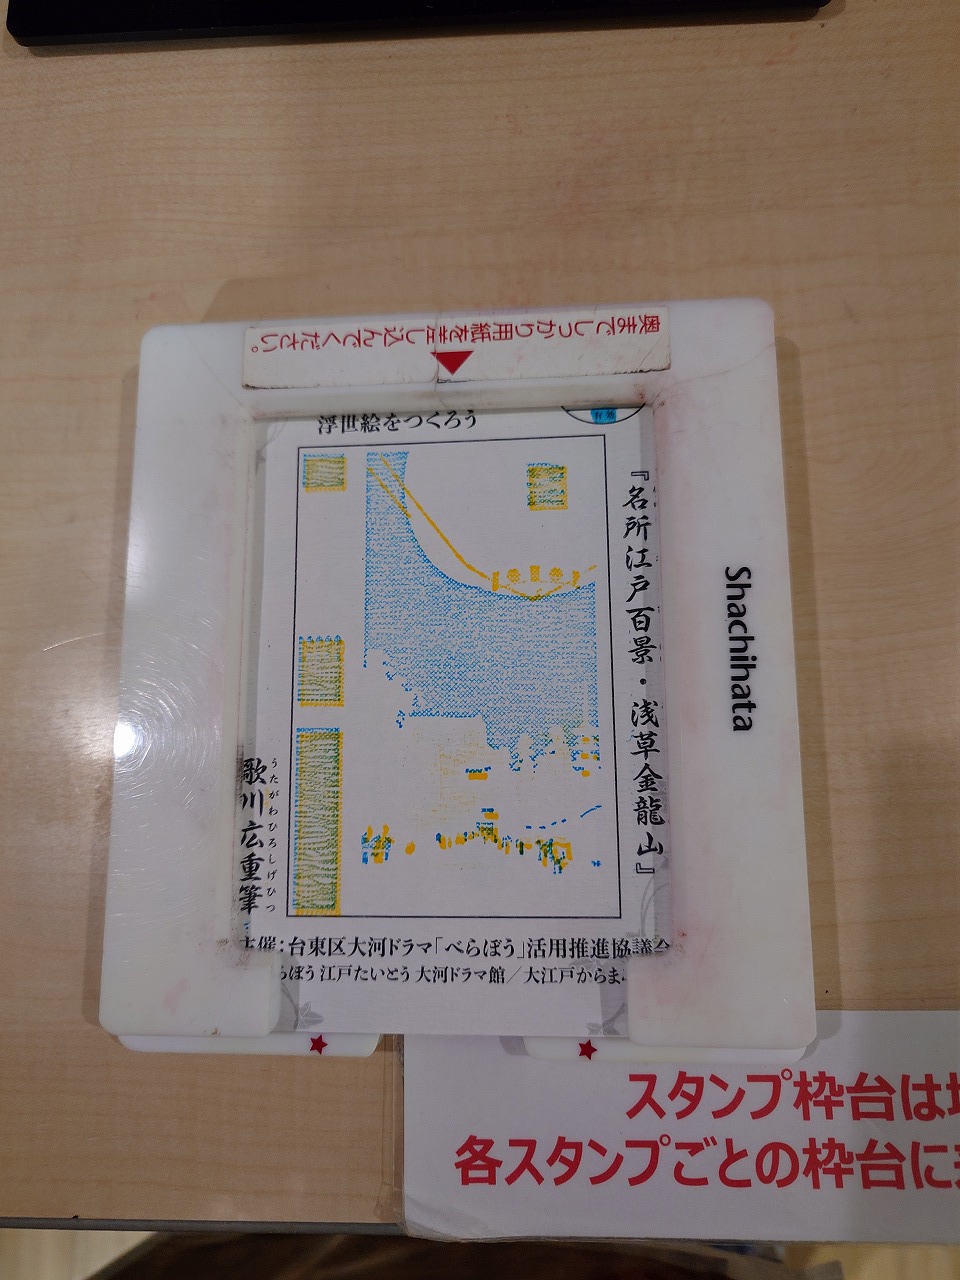 奥までしっかり用紙を差し込んでください。
有効
浮世絵をつくろう
『名所江戸百景・浅草金龍山』
Shachihata
うたがわひろしげひつ
歌川広重筆
主催:台東区大河ドラマ「べらぼう」活用推進協議会
らぼう 江戸たいとう 大河ドラマ館/大江戸からま
スタンプ枠台は
各スタンプごとの枠台に